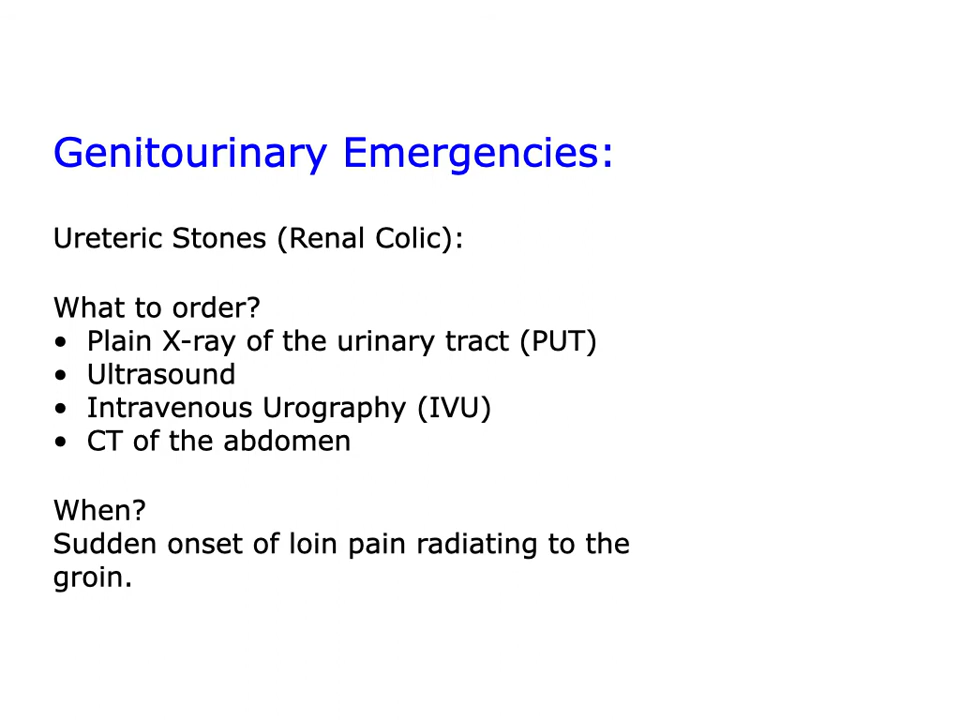 Genitourinary Emergencies:
Ureteric Stones (Renal Colic):
What to order?
• Plain X-ray of the urinary tract (PUT)
• Ultrasound
• Intravenous Urography (IVU)
• CT of the abdomen
When?
Sudden onset of loin pain radiating to the
groin.